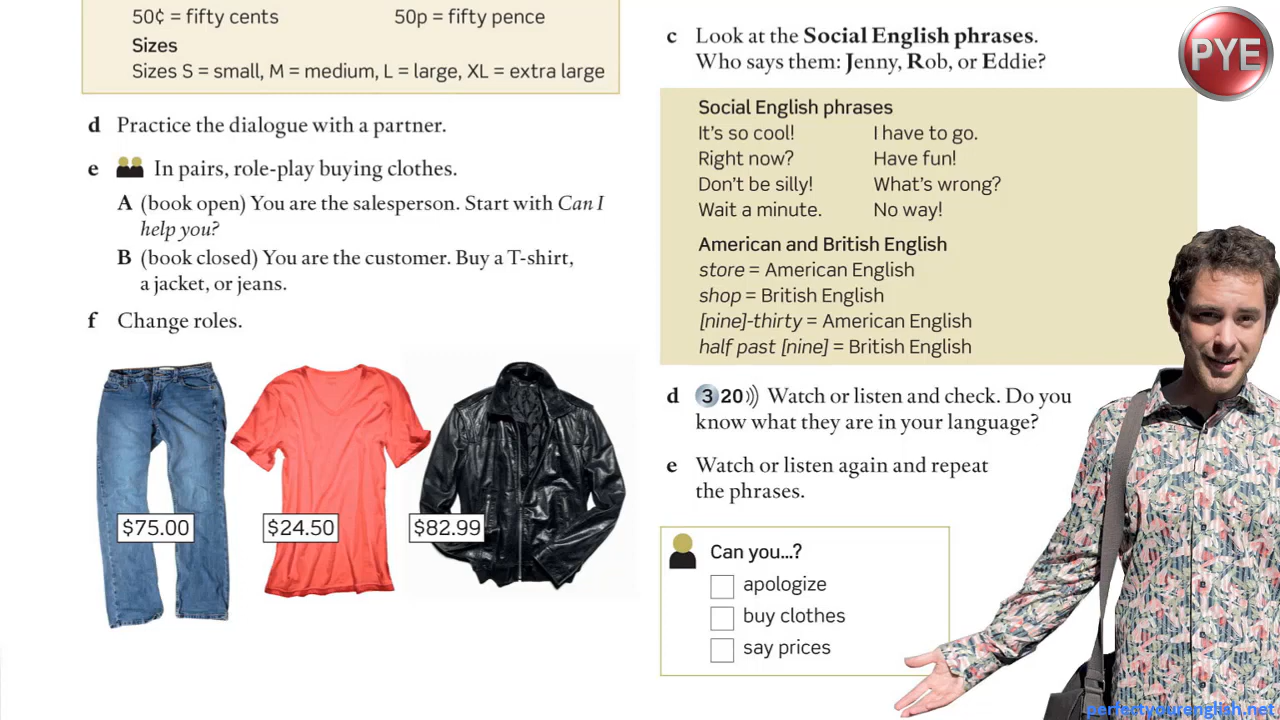 50¢ = fifty cents 50p = fifty pence
Sizes
Sizes S = small, M = medium, L = large, XL = extra large
d Practice the dialogue with a partner.
e In pairs, role-play buying clothes.
A (book open) You are the salesperson. Start with Can I
help you?
B (book closed) You are the customer. Buy a T-shirt,
a jacket, or jeans.
f Change roles.
$75.00
$24.50
$82.99
c Look at the Social English phrases.
Who says them: Jenny, Rob, or Eddie?
Social English phrases
It's so cool! I have to go.
Right now? Have fun!
Don't be silly! What's wrong?
Wait a minute. No way!
American and British English
store = American English
shop = British English
[nine]-thirty = American English
half past [nine] = British English
d 3 20 Watch or listen and check. Do you
know what they are in your language?
e Watch or listen again and repeat
the phrases.
Can you...?
apologize
buy clothes
say prices
PYE
perfectyourenglish.net